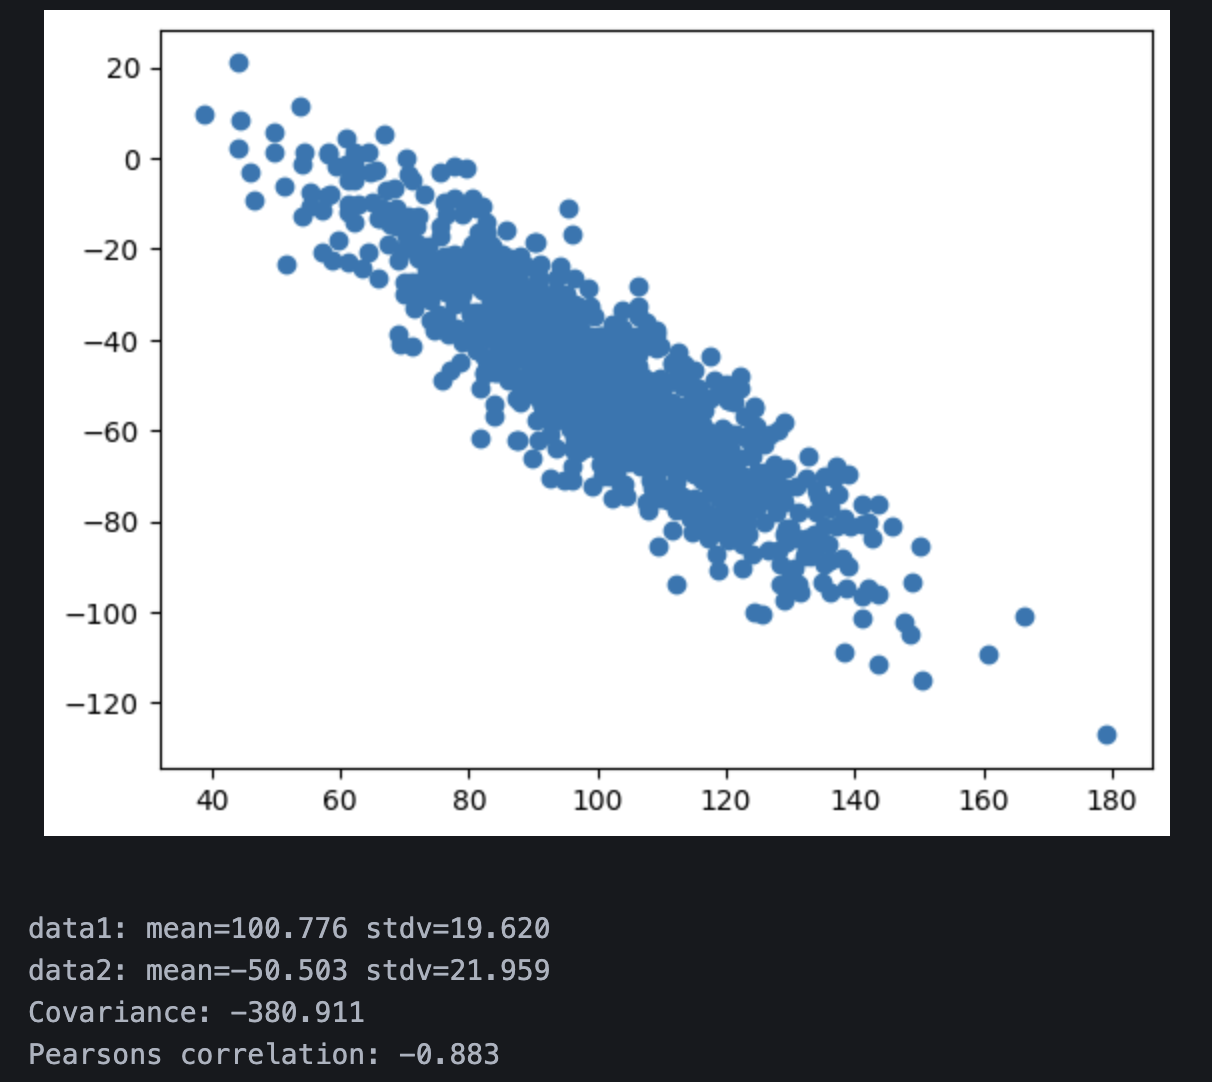 20
0
−20
−40
−60
−80
−100
−120
40 60 80 100 120 140 160 180
data1: mean=100.776 stdv=19.620
data2: mean=-50.503 stdv=21.959
Covariance: -380.911
Pearsons correlation: -0.883